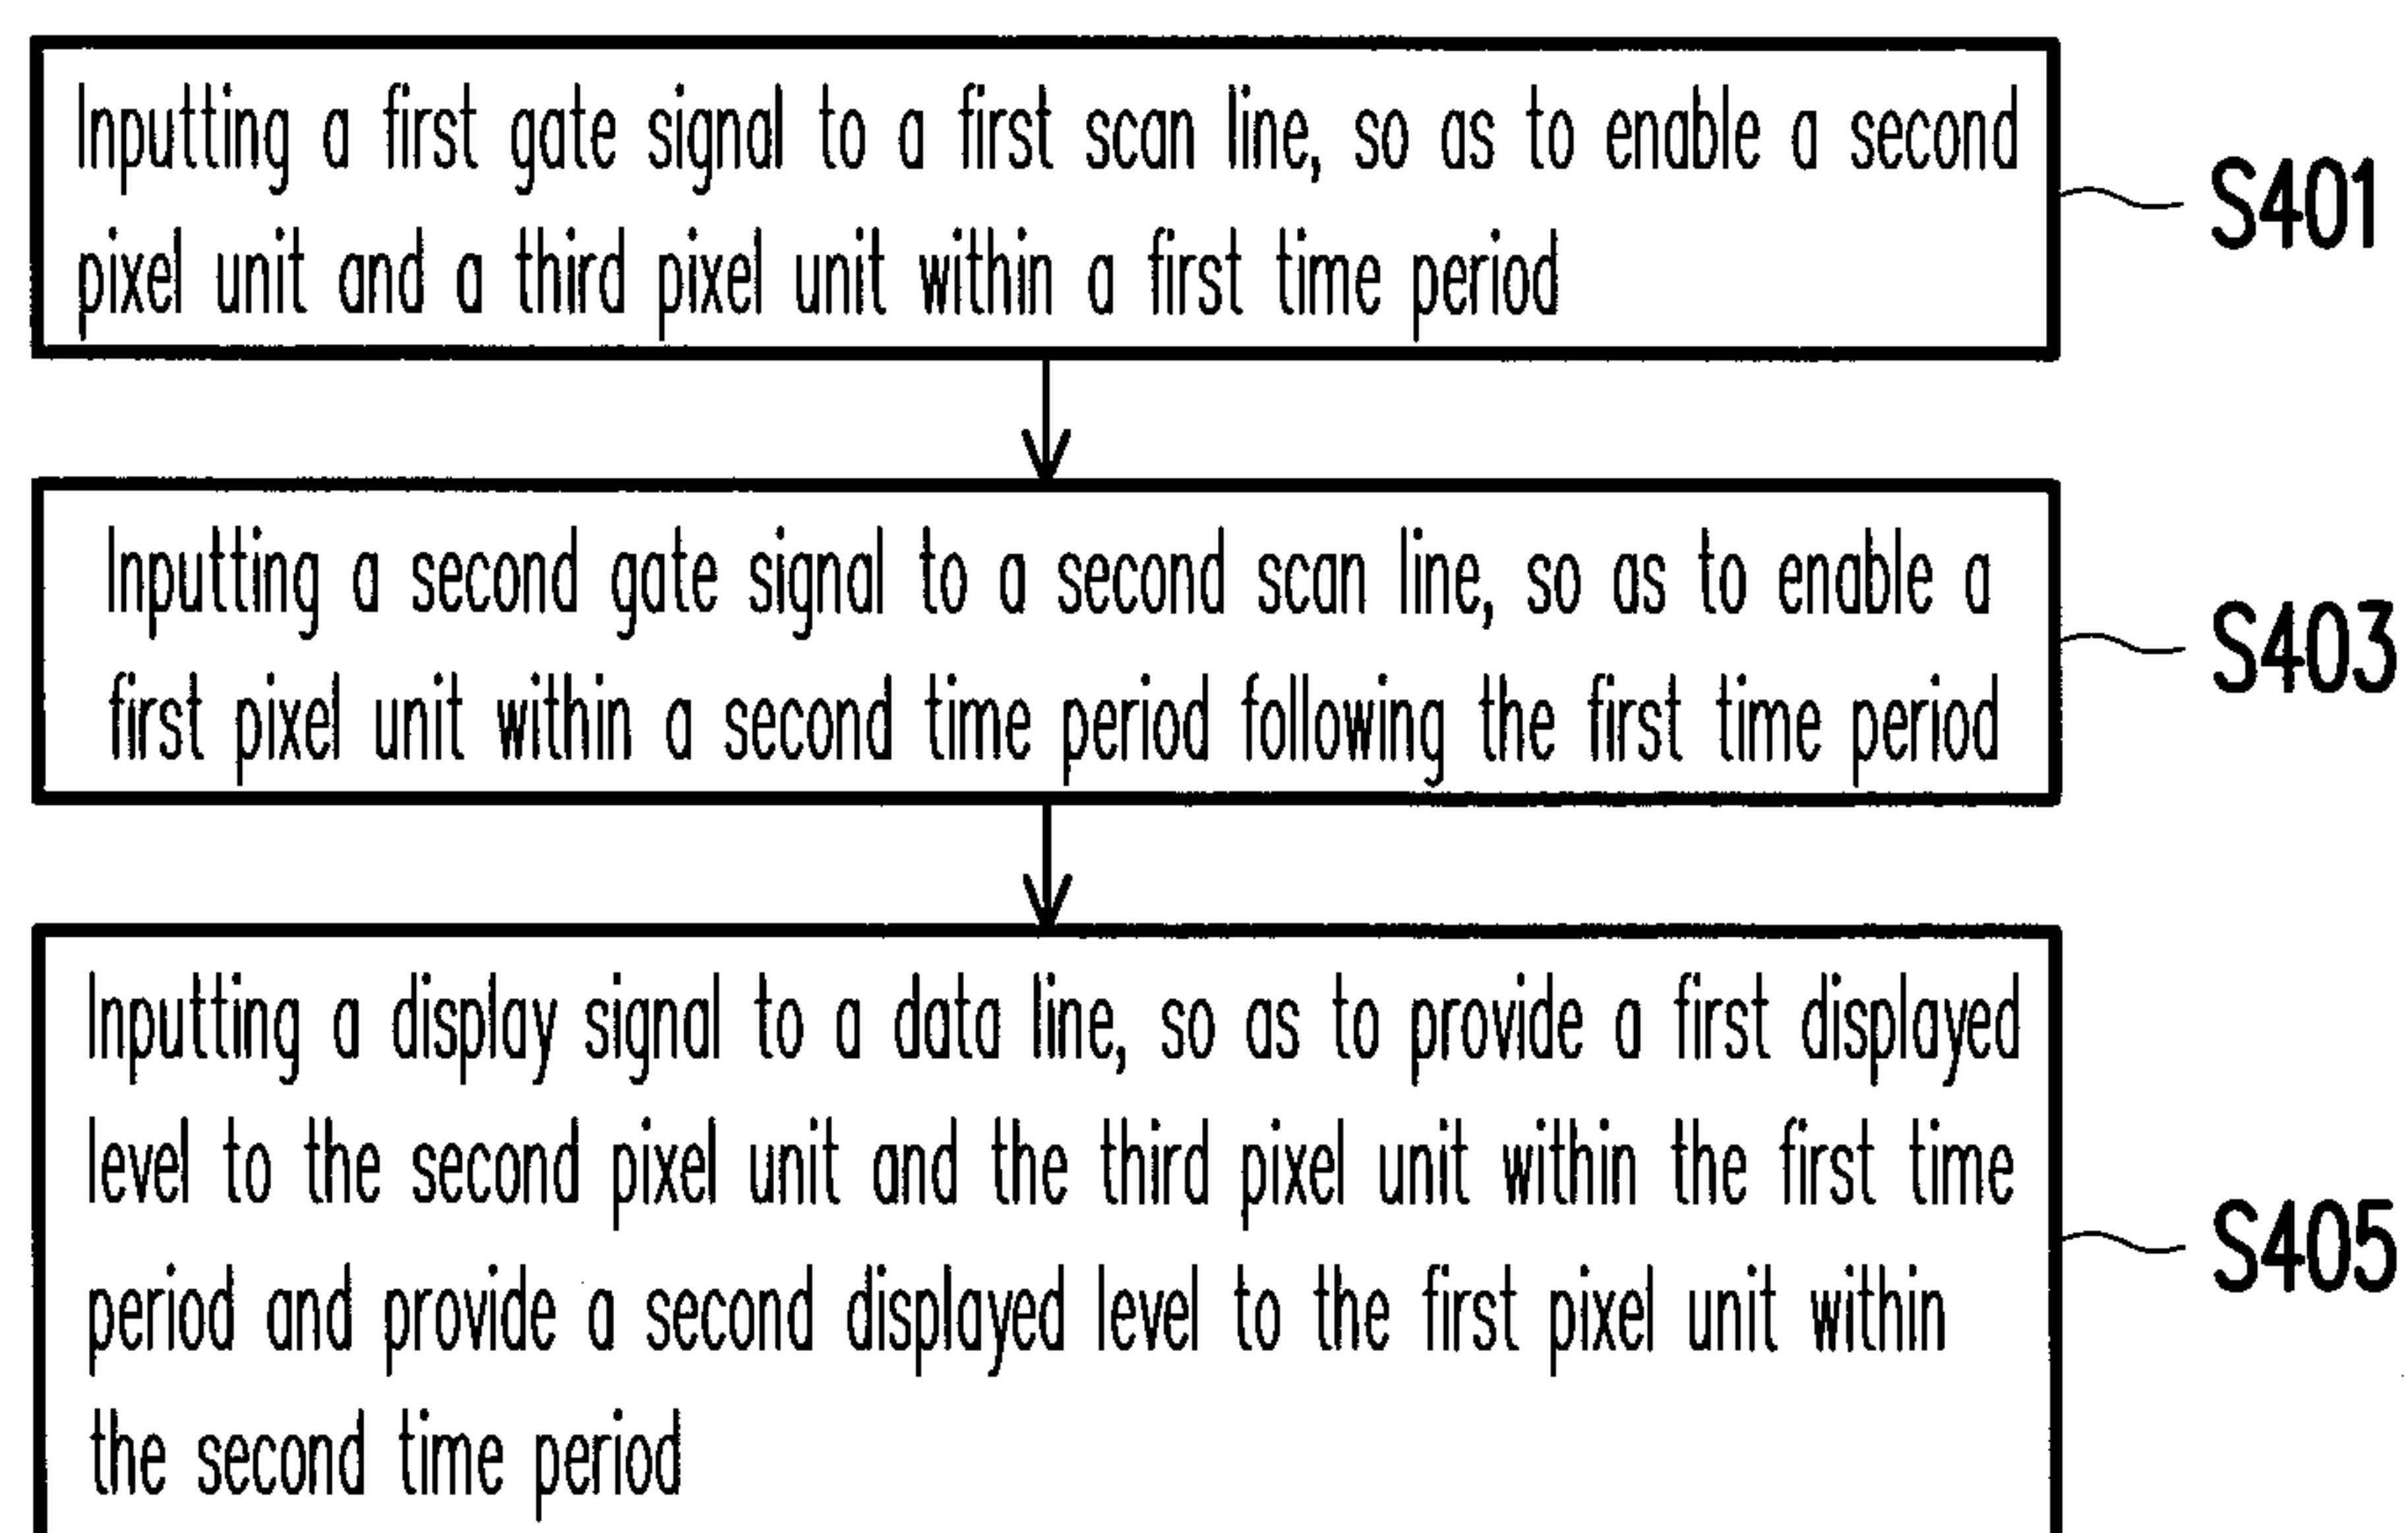 Inputting a first gate signal to a first scan line, so as to enable a second
pixel unit and a third pixel unit within a first time period
S401
Inputting a second gate signal to a second scan line, so as to enable a
first pixel unit within a second time period following the first time period
S403
Inputting a display signal to a data line, so as to provide a first displayed
level to the second pixel unit and the third pixel unit within the first time
period and provide a second displayed level to the first pixel unit within
the second time period
S405